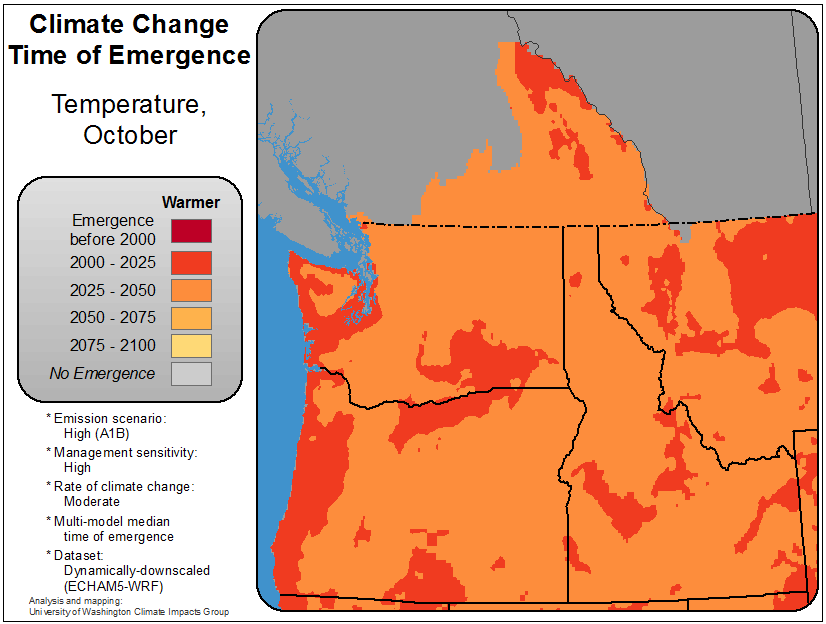 Climate Change
Time of Emergence
Temperature,
October
Warmer
Emergence
before 2000
2000 - 2025
2025 - 2050
2050 - 2075
2075 - 2100
No Emergence
* Emission scenario:
High (A1B)
* Management sensitivity:
High
* Rate of climate change:
Moderate
* Multi-model median
time of emergence
* Dataset:
Dynamically-downscaled
(ECHAM5-WRF)
Analysis and mapping:
University of Washington Climate Impacts Group